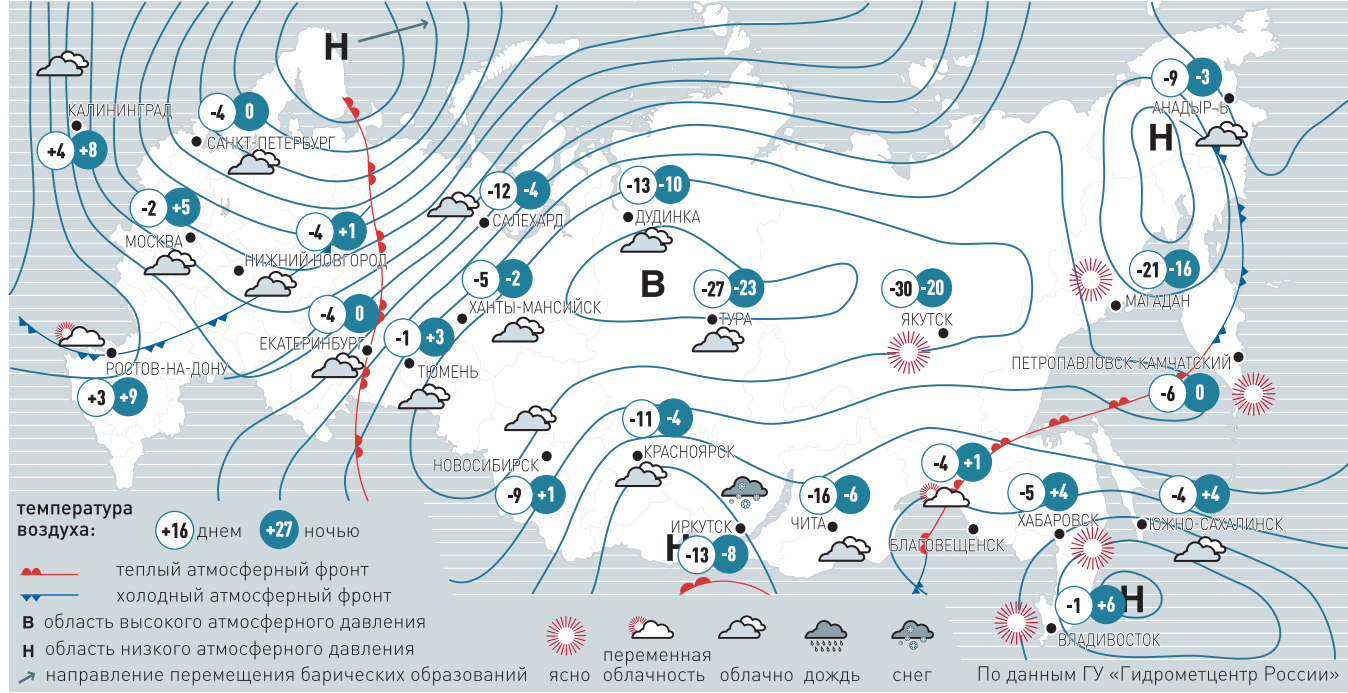 Н
КАЛИНИНГРАД
+4 +8
-4 0
САНКТ-ПЕТЕРБУРГ
-9 -3
АНАДЫР-Ь
Н
-2 +5
МОСКВА
-4 +1
НИЖНИЙ НОВГОРОД
-12 -4
САЛЕХАРД
-13 -10
ДУДИНКА
-5 -2
ХАНТЫ-МАНСИЙСК
В
-27 -23
ТУРА
-30 -20
ЯКУТСК
-21 -16
МАГАДАН
-4 0
ЕКАТЕРИНБУРГ
-1 +3
ТЮМЕНЬ
РОСТОВ-НА-ДОНУ
+3 +9
ПЕТРОПАВЛОВСК-КАМЧАТСКИЙ
-6 0
-11 -4
КРАСНОЯРСК
НОВОСИБИРСК
-9 +1
-16 -6
ЧИТА
-4 +1
БЛАГОВЕЩЕНСК
-5 +4
ХАБАРОВСК
-4 +4
ЮЖНО-САХАЛИНСК
ИРКУТСК
Н
-13 -8
-1 +6
Н
ВЛАДИВОСТОК
температура
воздуха:
+16 днем +27 ночью
теплый атмосферный фронт
холодный атмосферный фронт
В область высокого атмосферного давления
Н область низкого атмосферного давления
направление перемещения барических образований
ясно
переменная
облачность
облачно
дождь
снег
По данным ГУ «Гидрометцентр России»